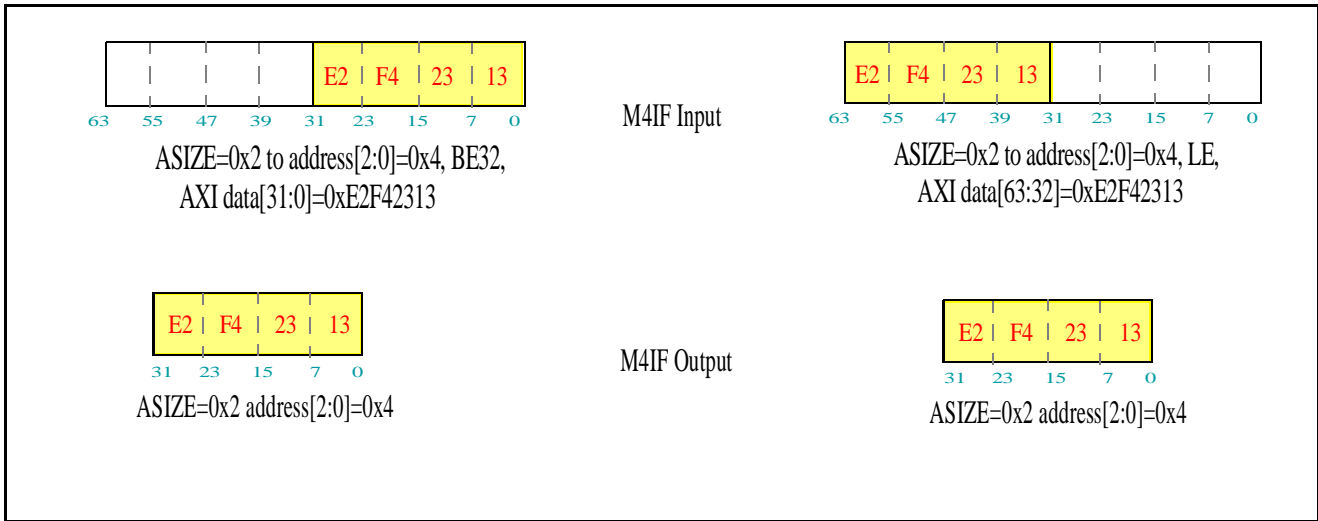 E2 F4 23 13
63 55 47 39 31 23 15 7 0
ASIZE=0x2 to address[2:0]=0x4, BE32,
AXI data[31:0]=0xE2F42313
M4IF Input
E2 F4 23 13
63 55 47 39 31 23 15 7 0
ASIZE=0x2 to address[2:0]=0x4, LE,
AXI data[63:32]=0xE2F42313
E2 F4 23 13
31 23 15 7 0
ASIZE=0x2 address[2:0]=0x4
M4IF Output
E2 F4 23 13
31 23 15 7 0
ASIZE=0x2 address[2:0]=0x4